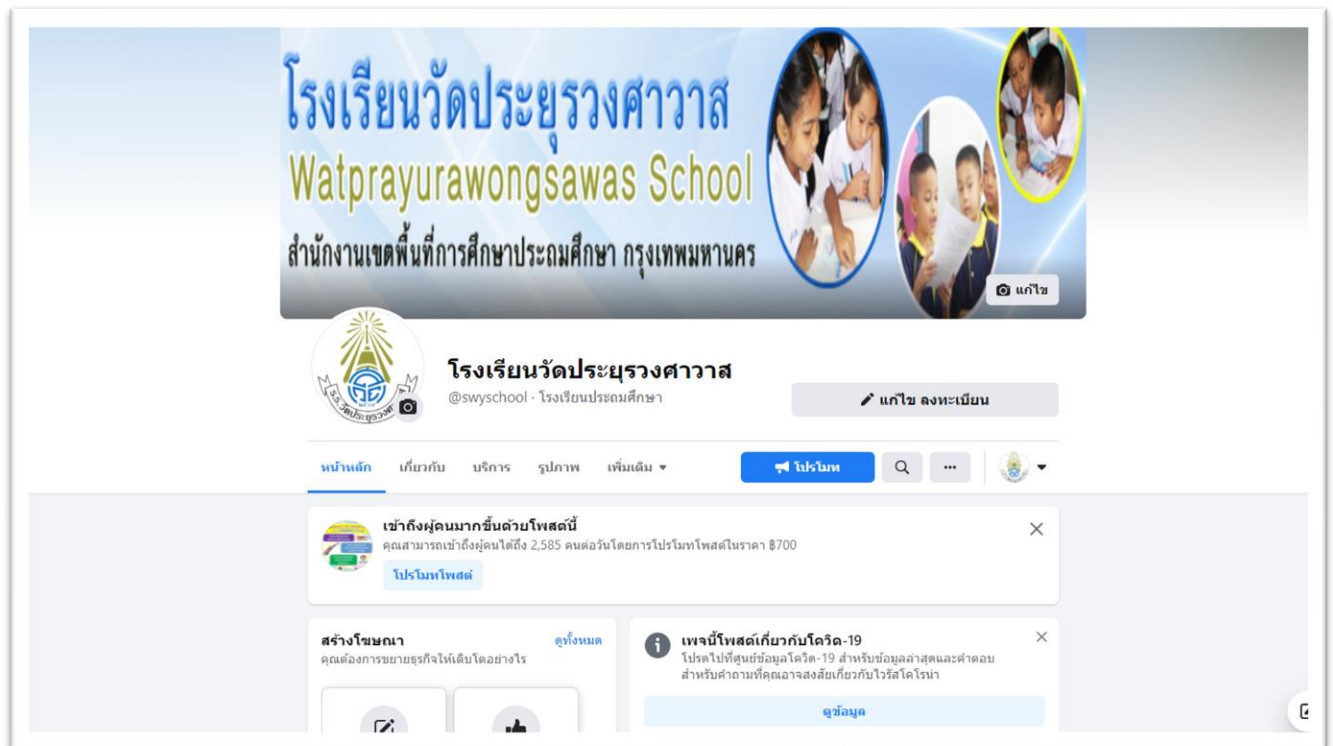 โรงเรียนวัดประยุรวงศาวาส
Watprayurawongsawas School
สำนักงานเขตพื้นที่การศึกษาประถมศึกษา กรุงเทพมหานคร
แก้ไข
โรงเรียนวัดประยุรวงศาวาส
@swyschool · โรงเรียนประถมศึกษา
แก้ไข ลงทะเบียน
หน้าหลัก เกี่ยวกับ บริการ รูปภาพ เพิ่มเติม โปรโมท
เข้าถึงผู้คนมากขึ้นด้วยโพสต์นี้
คุณสามารถเข้าถึงผู้คนได้ถึง 2,585 คนต่อวันโดยการโปรโมทโพสต์ในราคา ฿700
โปรโมทโพสต์
สร้างโฆษณา ดูทั้งหมด
คุณต้องการขยายธุรกิจให้เติบโตอย่างไร
เพจนี้โพสต์เกี่ยวกับโควิด-19
โปรดไปที่ศูนย์ข้อมูลโควิด-19 สำหรับข้อมูลล่าสุดและคำตอบ
สำหรับคำถามที่คุณอาจสงสัยเกี่ยวกับไวรัสโคโรน่า
ดูข้อมูล